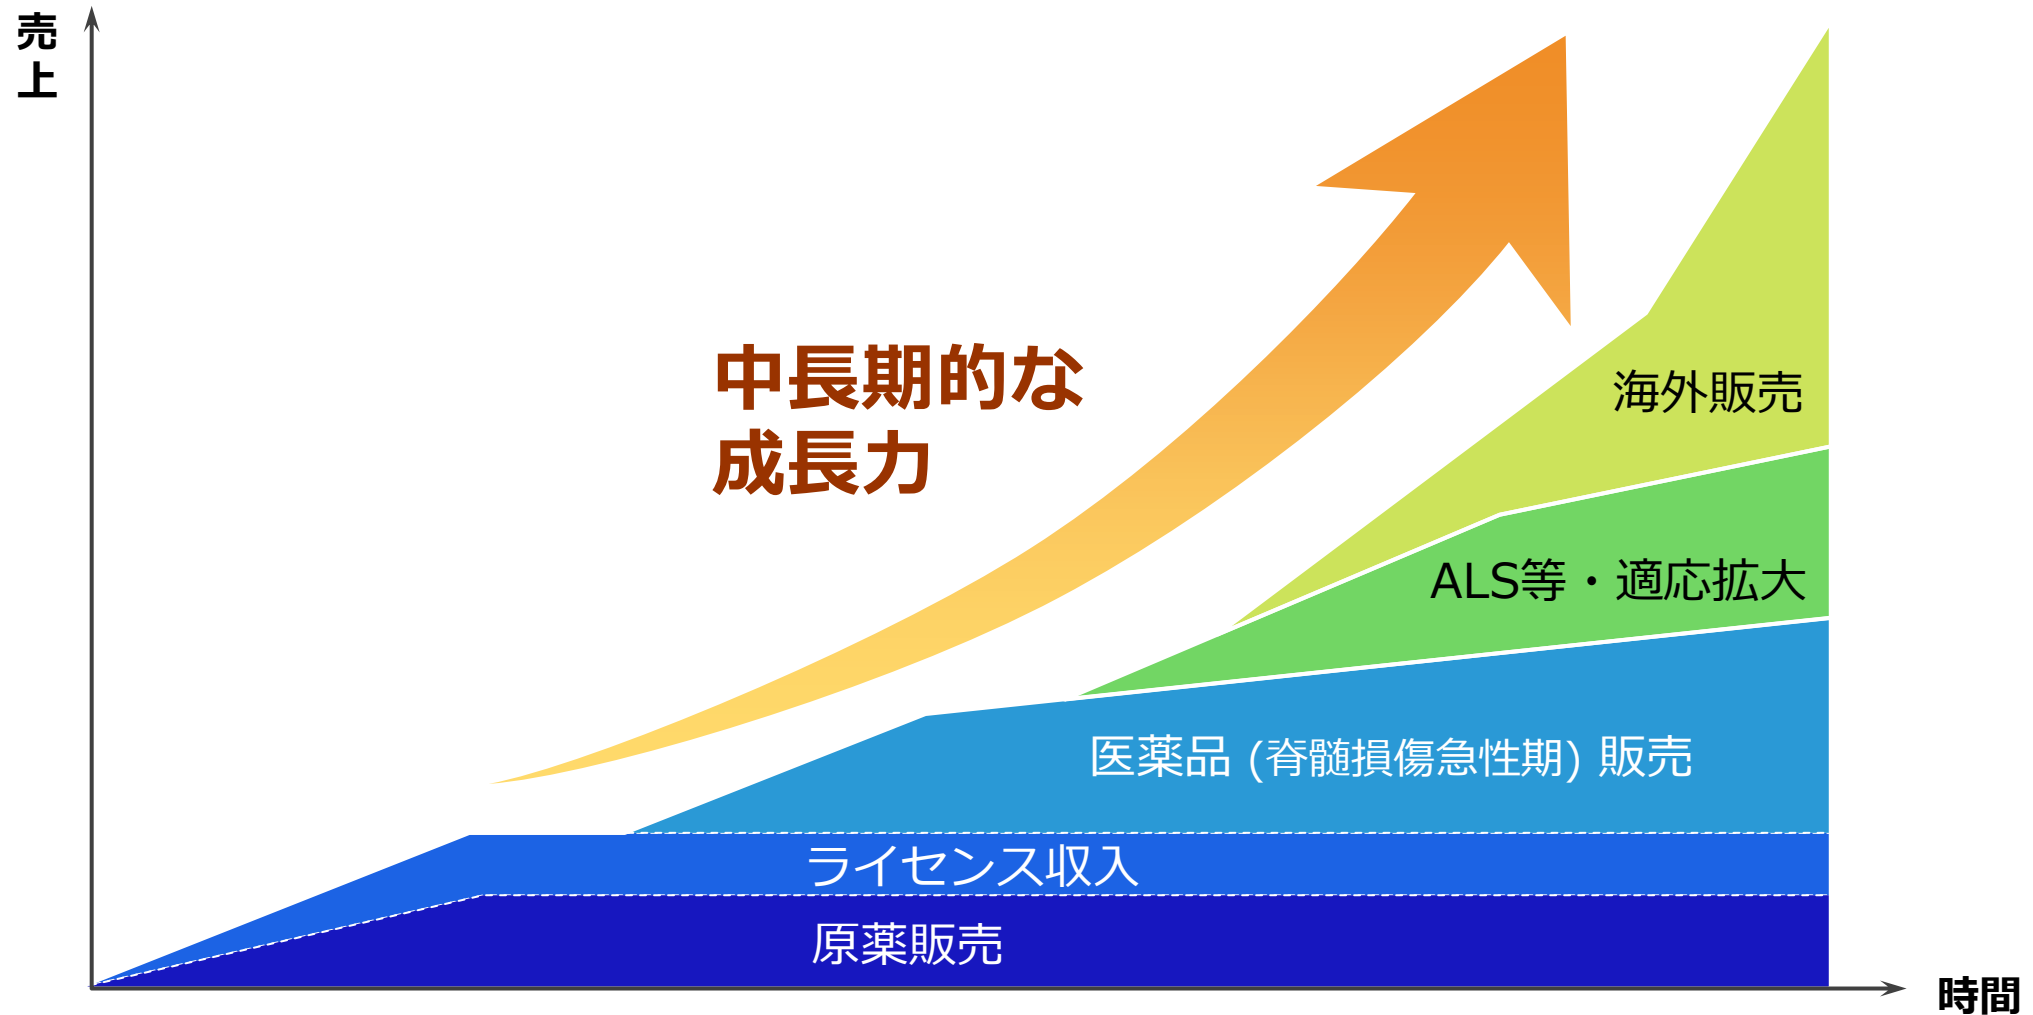 売
上
中長期的な
成長力
海外販売
ALS等・適応拡大
医薬品 (脊髄損傷急性期) 販売
ライセンス収入
原薬販売
時間